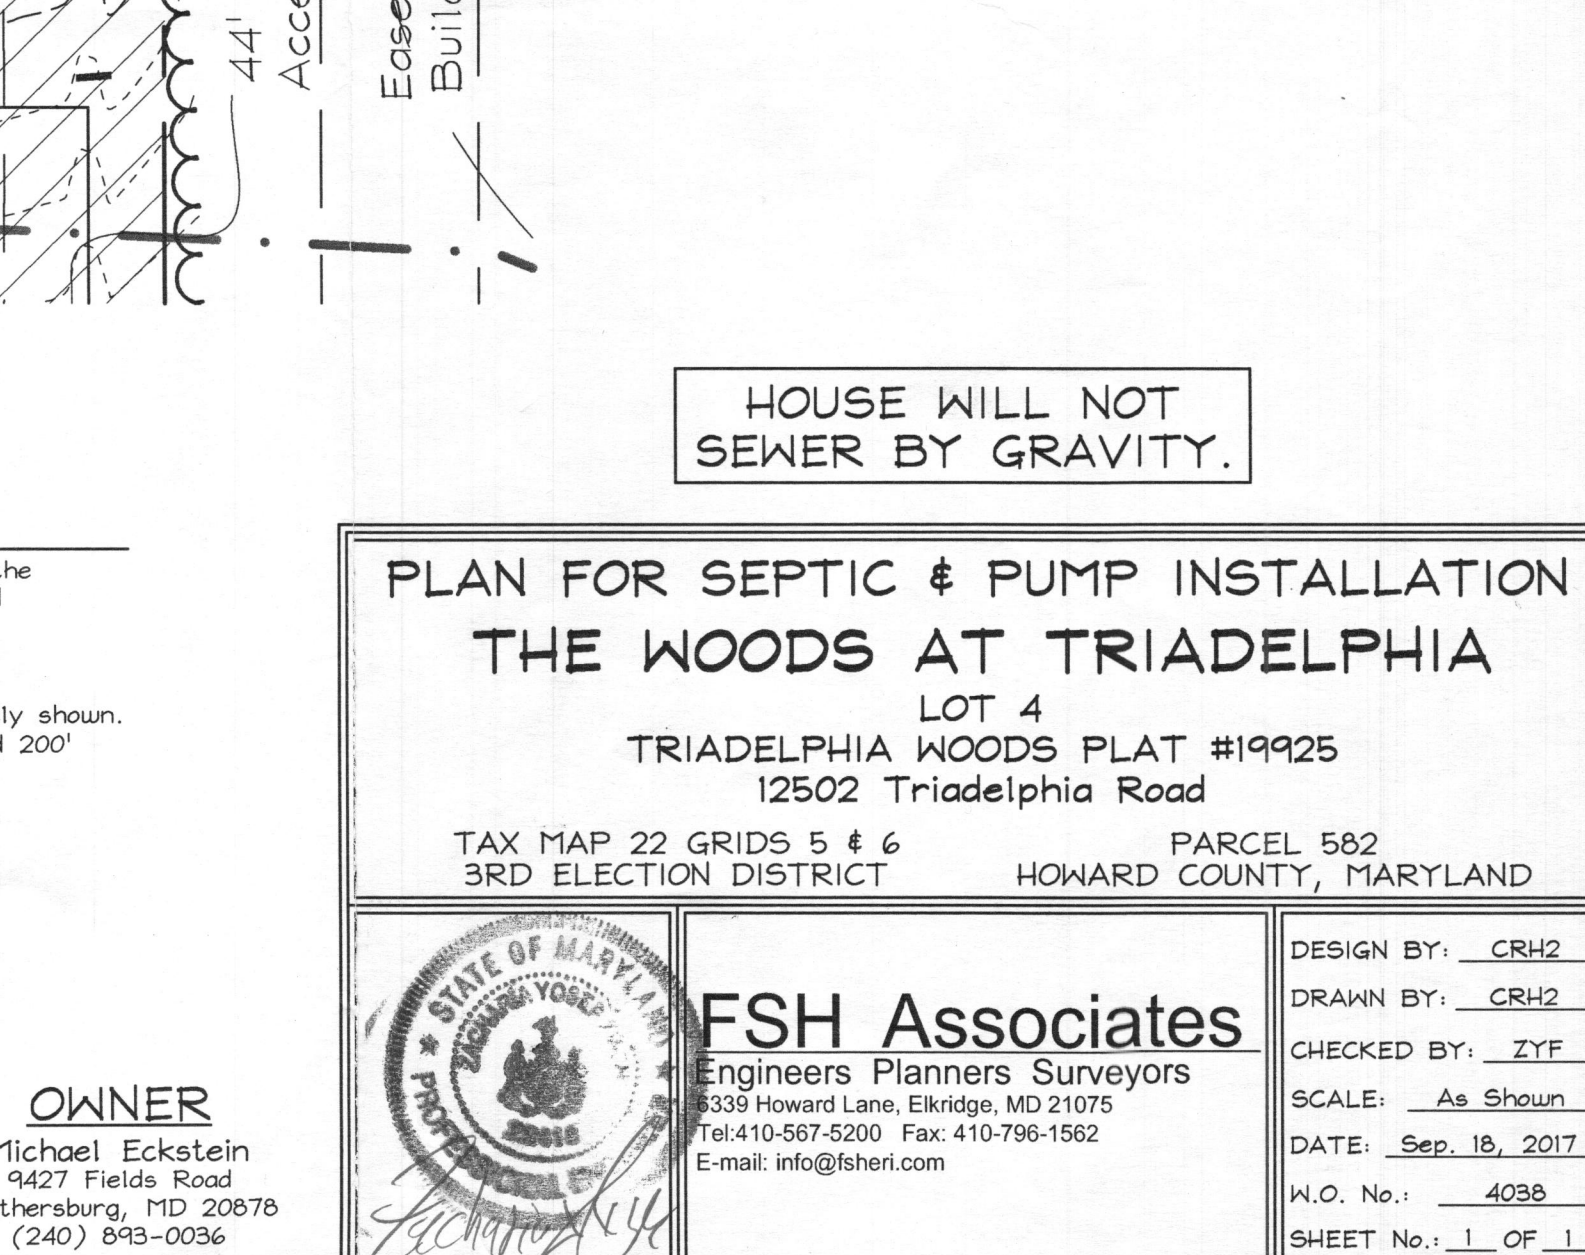 44'
Acce
Ease
Build
HOUSE WILL NOT
SEWER BY GRAVITY.
the
ly shown.
200'
PLAN FOR SEPTIC & PUMP INSTALLATION
THE WOODS AT TRIADELPHIA
LOT 4
TRIADELPHIA WOODS PLAT #19925
12502 Triadelphia Road
TAX MAP 22 GRIDS 5 & 6
3RD ELECTION DISTRICT
PARCEL 582
HOWARD COUNTY, MARYLAND
OWNER
Michael Eckstein
9427 Fields Road
thersburg, MD 20878
(240) 893-0036
STATE OF MARYLAND
PROFESSIONAL
FSH Associates
Engineers Planners Surveyors
6339 Howard Lane, Elkridge, MD 21075
Tel:410-567-5200 Fax: 410-796-1562
E-mail: info@fsheri.com
DESIGN BY: CRH2
DRAWN BY: CRH2
CHECKED BY: ZYF
SCALE: As Shown
DATE: Sep. 18, 2017
W.O. No.: 4038
SHEET No.: 1 OF 1